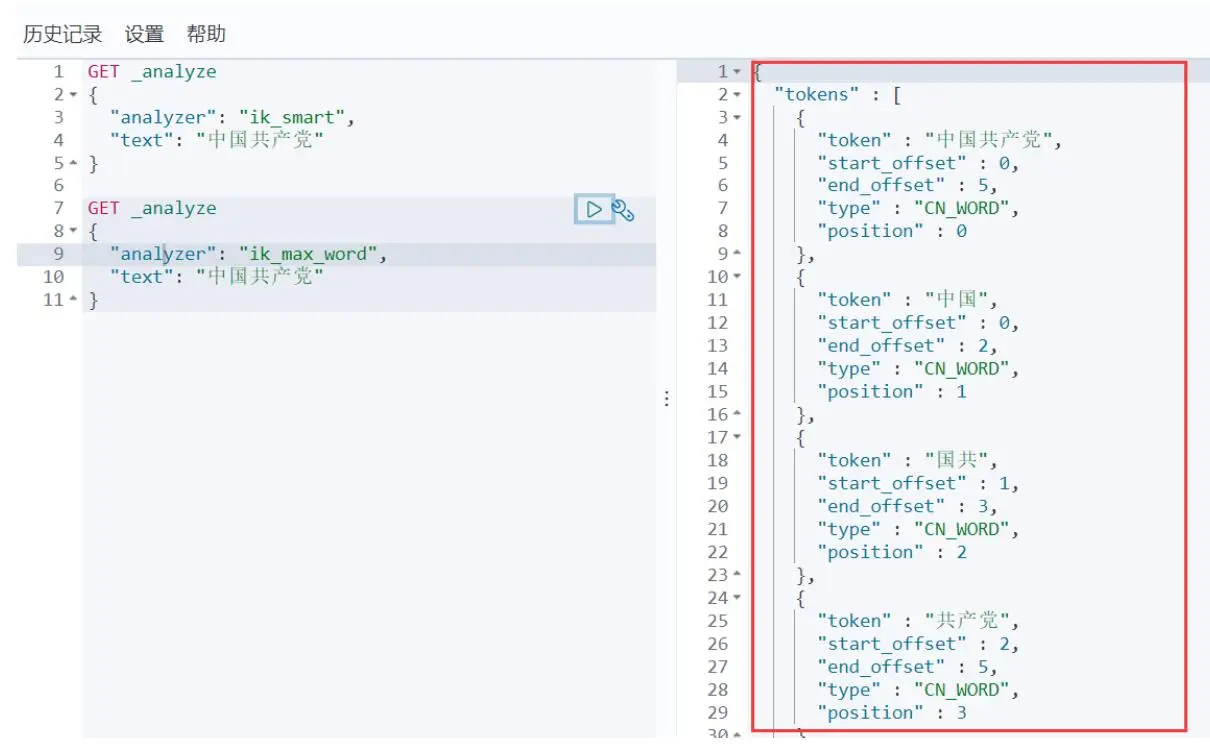 历史记录 设置 帮助
1 GET _analyze
2 {
3 "analyzer": "ik_smart",
4 "text": "中国共产党"
5 }
6
7 GET _analyze
8 {
9 "analyzer": "ik_max_word",
10 "text": "中国共产党"
11 }
1 {
2 "tokens" : [
3 {
4 "token" : "中国共产党",
5 "start_offset" : 0,
6 "end_offset" : 5,
7 "type" : "CN_WORD",
8 "position" : 0
9 },
10 {
11 "token" : "中国",
12 "start_offset" : 0,
13 "end_offset" : 2,
14 "type" : "CN_WORD",
15 "position" : 1
16 },
17 {
18 "token" : "国共",
19 "start_offset" : 1,
20 "end_offset" : 3,
21 "type" : "CN_WORD",
22 "position" : 2
23 },
24 {
25 "token" : "共产党",
26 "start_offset" : 2,
27 "end_offset" : 5,
28 "type" : "CN_WORD",
29 "position" : 3
30 }